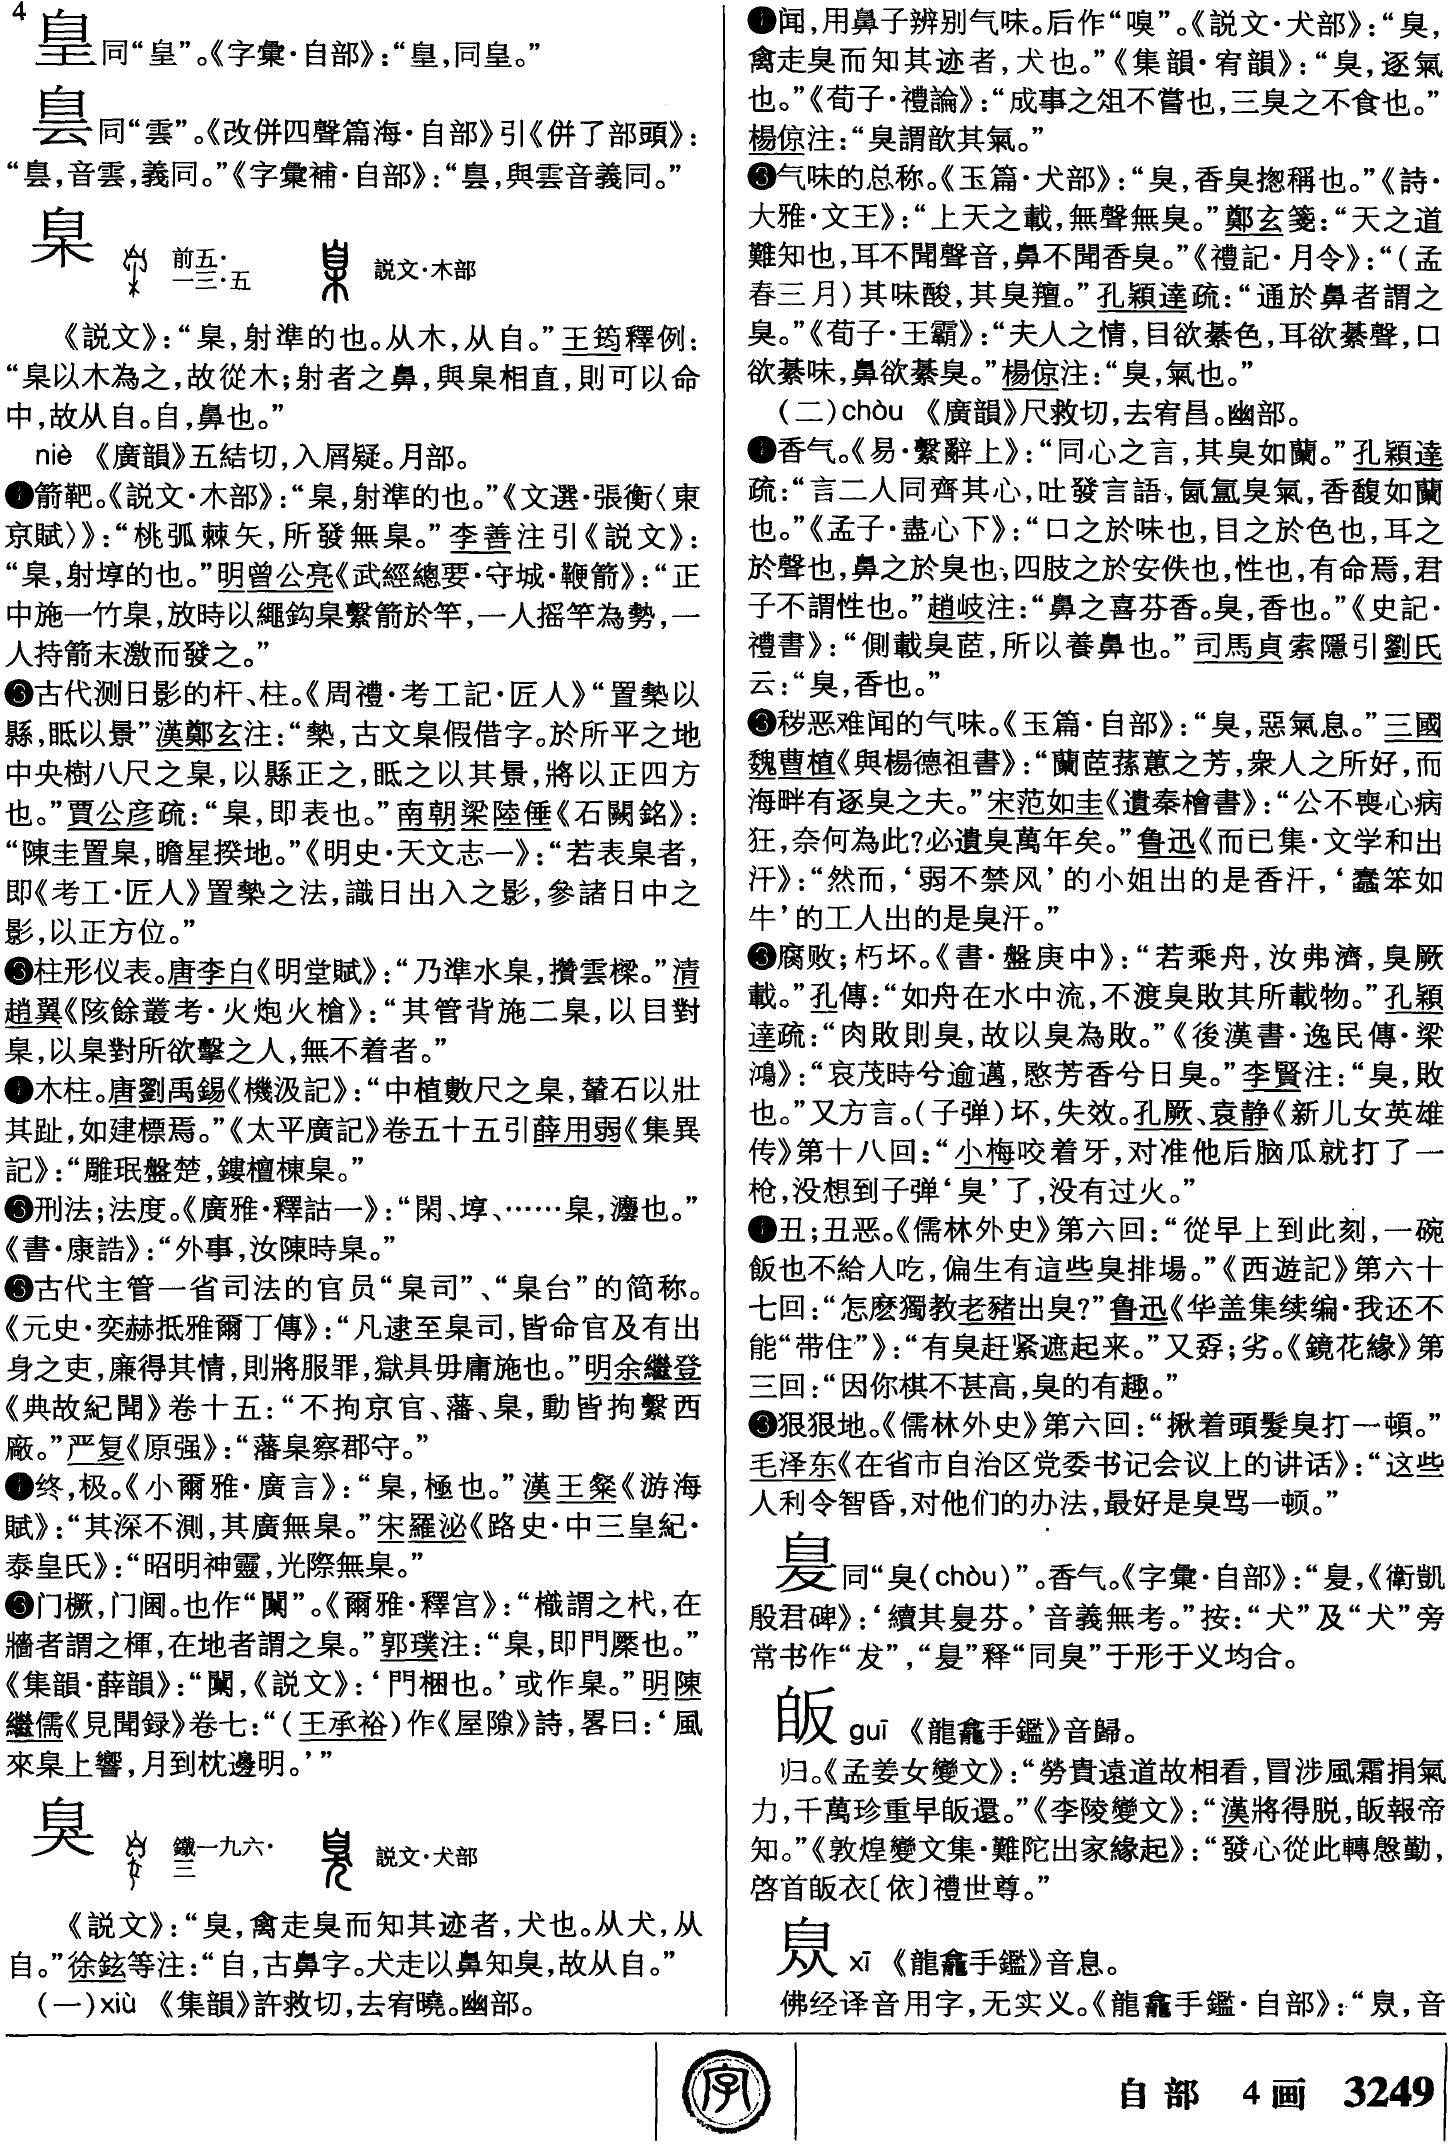 4
皇同“皇”。《字彙·自部》：“皇，同皇。”
同“雲”。《改併四聲篇海·自部》引《併了部頭》：
“，音雲，義同。”《字彙補·自部》：“，與雲音義同。”
臬 前五·一三·五 説文·木部
《説文》：“臬，射準的也。从木，从自。”王筠釋例：
“臬以木為之，故從木；射者之鼻，與臬相直，則可以命
中，故从自。自，鼻也。”
niè 《廣韻》五結切，入屑疑。月部。
❶箭靶。《説文·木部》：“臬，射準的也。”《文選·張衡〈東
京賦〉》：“桃弧棘矢，所發無臬。”李善注引《説文》：
“臬，射埻的也。”明曾公亮《武經總要·守城·鞭箭》：“正
中施一竹臬，放時以繩鈎臬繫箭於竿，一人摇竿為勢，一
人持箭末激而發之。”
❷古代测日影的杆、柱。《周禮·考工記·匠人》“置槷以
縣，眡以景”漢鄭玄注：“槷，古文臬假借字。於所平之地
中央樹八尺之臬，以縣正之，眡之以其景，將以正四方
也。”賈公彦疏：“臬，即表也。”南朝梁陸倕《石闕銘》：
“陳圭置臬，瞻星揆地。”《明史·天文志一》：“若表臬者，
即《考工·匠人》置槷之法，識日出入之影，參諸日中之
影，以正方位。”
❸柱形仪表。唐李白《明堂賦》：“乃準水臬，攢雲樑。”清
趙翼《陔餘叢考·火炮火槍》：“其管背施二臬，以目對
臬，以臬對所欲擊之人，無不着者。”
❹木柱。唐劉禹錫《機汲記》：“中植數尺之臬，輦石以壯
其趾，如建標焉。”《太平廣記》卷五十五引薛用弱《集異
記》：“雕珉盤楚，鏤檀棟臬。”
❺刑法；法度。《廣雅·釋詁一》：“閑、埻、……臬，灋也。”
《書·康誥》：“外事，汝陳時臬。”
❻古代主管一省司法的官员“臬司”、“臬台”的简称。
《元史·奕赫抵雅爾丁傳》：“凡逮至臬司，皆命官及有出
身之吏，廉得其情，則將服罪，獄具毋庸施也。”明余繼登
《典故紀聞》卷十五：“不拘京官、藩、臬，動皆拘繫西
廠。”严复《原强》：“藩臬察郡守。”
❼终，极。《小爾雅·廣言》：“臬，極也。”漢王粲《游海
賦》：“其深不測，其廣無臬。”宋羅泌《路史·中三皇紀·
泰皇氏》：“昭明神靈，光際無臬。”
❽门橛，门阃。也作“闑”。《爾雅·釋宫》：“樴謂之杙，在
牆者謂之楎，在地者謂之臬。”郭璞注：“臬，即門橜也。”
《集韻·薛韻》：“闑，《説文》：‘門梱也。’或作臬。”明陳
繼儒《見聞録》卷七：“（王承裕）作《屋隙》詩，畧曰：‘風
來臬上響，月到枕邊明。’”
臭 鐵一九六·三 説文·犬部
《説文》：“臭，禽走臭而知其迹者，犬也。从犬，从
自。”徐鉉等注：“自，古鼻字。犬走以鼻知臭，故从自。”
（一）xiù 《集韻》許救切，去宥曉。幽部。
❶闻，用鼻子辨别气味。后作“嗅”。《説文·犬部》：“臭，
禽走臭而知其迹者，犬也。”《集韻·宥韻》：“臭，逐氣
也。”《荀子·禮論》：“成事之俎不嘗也，三臭之不食也。”
楊倞注：“臭謂歆其氣。”
❷气味的总称。《玉篇·犬部》：“臭，香臭揔稱也。”《詩·
大雅·文王》：“上天之載，無聲無臭。”鄭玄箋：“天之道
難知也，耳不聞聲音，鼻不聞香臭。”《禮記·月令》：“（孟
春三月）其味酸，其臭羶。”孔穎達疏：“通於鼻者謂之
臭。”《荀子·王霸》：“夫人之情，目欲綦色，耳欲綦聲，口
欲綦味，鼻欲綦臭。”楊倞注：“臭，氣也。”
（二）chòu 《廣韻》尺救切，去宥昌。幽部。
❶香气。《易·繫辭上》：“同心之言，其臭如蘭。”孔穎達
疏：“言二人同齊其心，吐發言語，氤氲臭氣，香馥如蘭
也。”《孟子·盡心下》：“口之於味也，目之於色也，耳之
於聲也，鼻之於臭也，四肢之於安佚也，性也，有命焉，君
子不謂性也。”趙岐注：“鼻之喜芬香。臭，香也。”《史記·
禮書》：“側載臭茝，所以養鼻也。”司馬貞索隱引劉氏
云：“臭，香也。”
❷秽恶难闻的气味。《玉篇·自部》：“臭，惡氣息。”三國
魏曹植《與楊德祖書》：“蘭茝蓀蕙之芳，衆人之所好，而
海畔有逐臭之夫。”宋范如圭《遺秦檜書》：“公不喪心病
狂，奈何為此？必遺臭萬年矣。”鲁迅《而已集·文学和出
汗》：“然而，‘弱不禁风’的小姐出的是香汗，‘蠢笨如
牛’的工人出的是臭汗。”
❸腐败；朽坏。《書·盤庚中》：“若乘舟，汝弗濟，臭厥
載。”孔傳：“如舟在水中流，不渡臭敗其所載物。”孔穎
達疏：“肉敗則臭，故以臭為敗。”《後漢書·逸民傳·梁
鴻》：“哀茂時兮逾邁，愍芳香兮日臭。”李賢注：“臭，敗
也。”又方言。（子弹）坏，失效。孔厥、袁静《新儿女英雄
传》第十八回：“小梅咬着牙，对准他后脑瓜就打了一
枪，没想到子弹‘臭’了，没有过火。”
❹丑；丑恶。《儒林外史》第六回：“從早上到此刻，一碗
飯也不給人吃，偏生有這些臭排場。”《西遊記》第六十
七回：“怎麽獨教老豬出臭？”鲁迅《华盖集续编·我还不
能“带住”》：“有臭赶紧遮起来。”又孬；劣。《鏡花緣》第
三回：“因你棋不甚高，臭的有趣。”
❺狠狠地。《儒林外史》第六回：“揪着頭髮臭打一頓。”
毛泽东《在省市自治区党委书记会议上的讲话》：“这些
人利令智昏，对他们的办法，最好是臭骂一顿。”
同“臭（chòu）”。香气。《字彙·自部》：“，《衛凱
殷君碑》：‘續其芬。’音義無考。”按：“犬”及“犬”旁
常书作“犮”，“”释“同臭”于形于义均合。
皈 guī 《龍龕手鑑》音歸。
归。《孟姜女變文》：“勞貴遠道故相看，冒涉風霜捐氣
力，千萬珍重早皈還。”《李陵變文》：“漢將得脱，皈報帝
知。”《敦煌變文集·難陀出家緣起》：“發心從此轉慇勤，
啓首皈衣〔依〕禮世尊。”
xī 《龍龕手鑑》音息。
佛经译音用字，无实义。《龍龕手鑑·自部》：“，音
字
自部 4画 3249